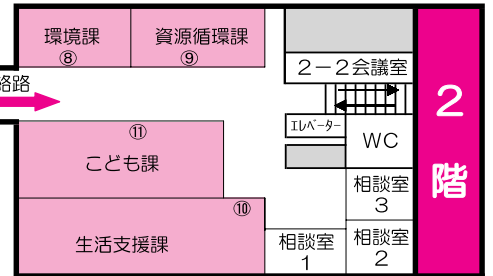 環境課
⑧
資源循環課
⑨
2-2会議室
絡路
エレベーター
WC
⑪
こども課
相談室
3
⑩
生活支援課
相談室
1
相談室
2
2
階